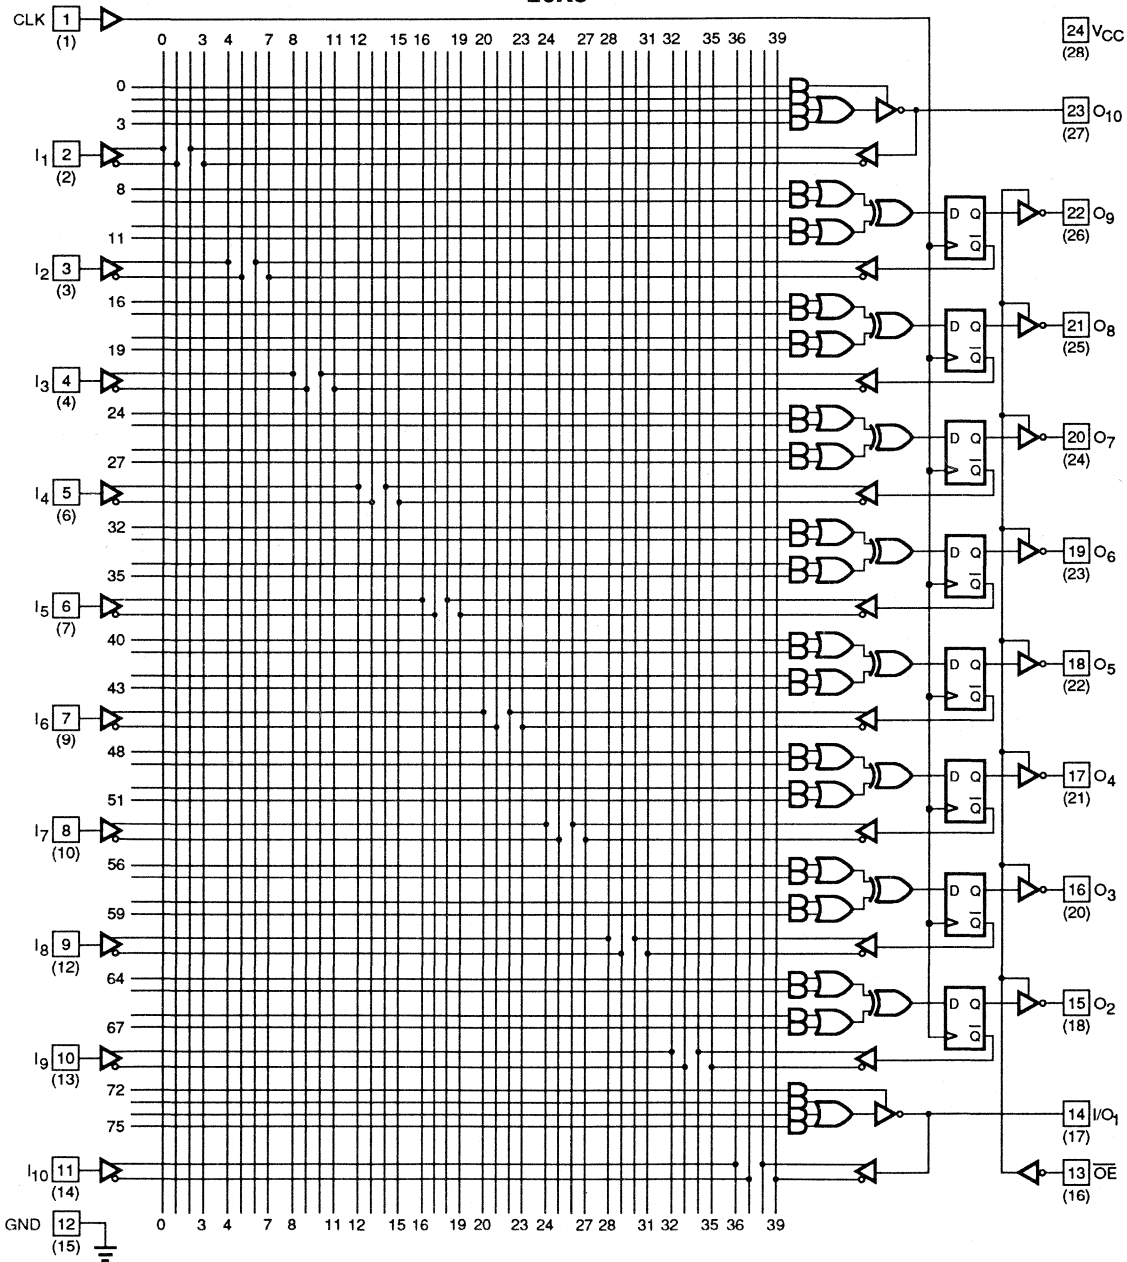 CLK 1 (1)
0 3 4 7 8 11 12 15 16 19 20 23 24 27 28 31 32 35 36 39
24 VCC (28)
0
3
23 O10 (27)
I1 2 (2)
8
11
D Q
Q
22 O9 (26)
I2 3 (3)
16
19
D Q
Q
21 O8 (25)
I3 4 (4)
24
27
D Q
Q
20 O7 (24)
I4 5 (6)
32
35
D Q
Q
19 O6 (23)
I5 6 (7)
40
43
D Q
Q
18 O5 (22)
I6 7 (9)
48
51
D Q
Q
17 O4 (21)
I7 8 (10)
56
59
D Q
Q
16 O3 (20)
I8 9 (12)
64
67
D Q
Q
15 O2 (18)
I9 10 (13)
72
75
14 I/O1 (17)
I10 11 (14)
13 OE (16)
GND 12 (15)
0 3 4 7 8 11 12 15 16 19 20 23 24 27 28 31 32 35 36 39